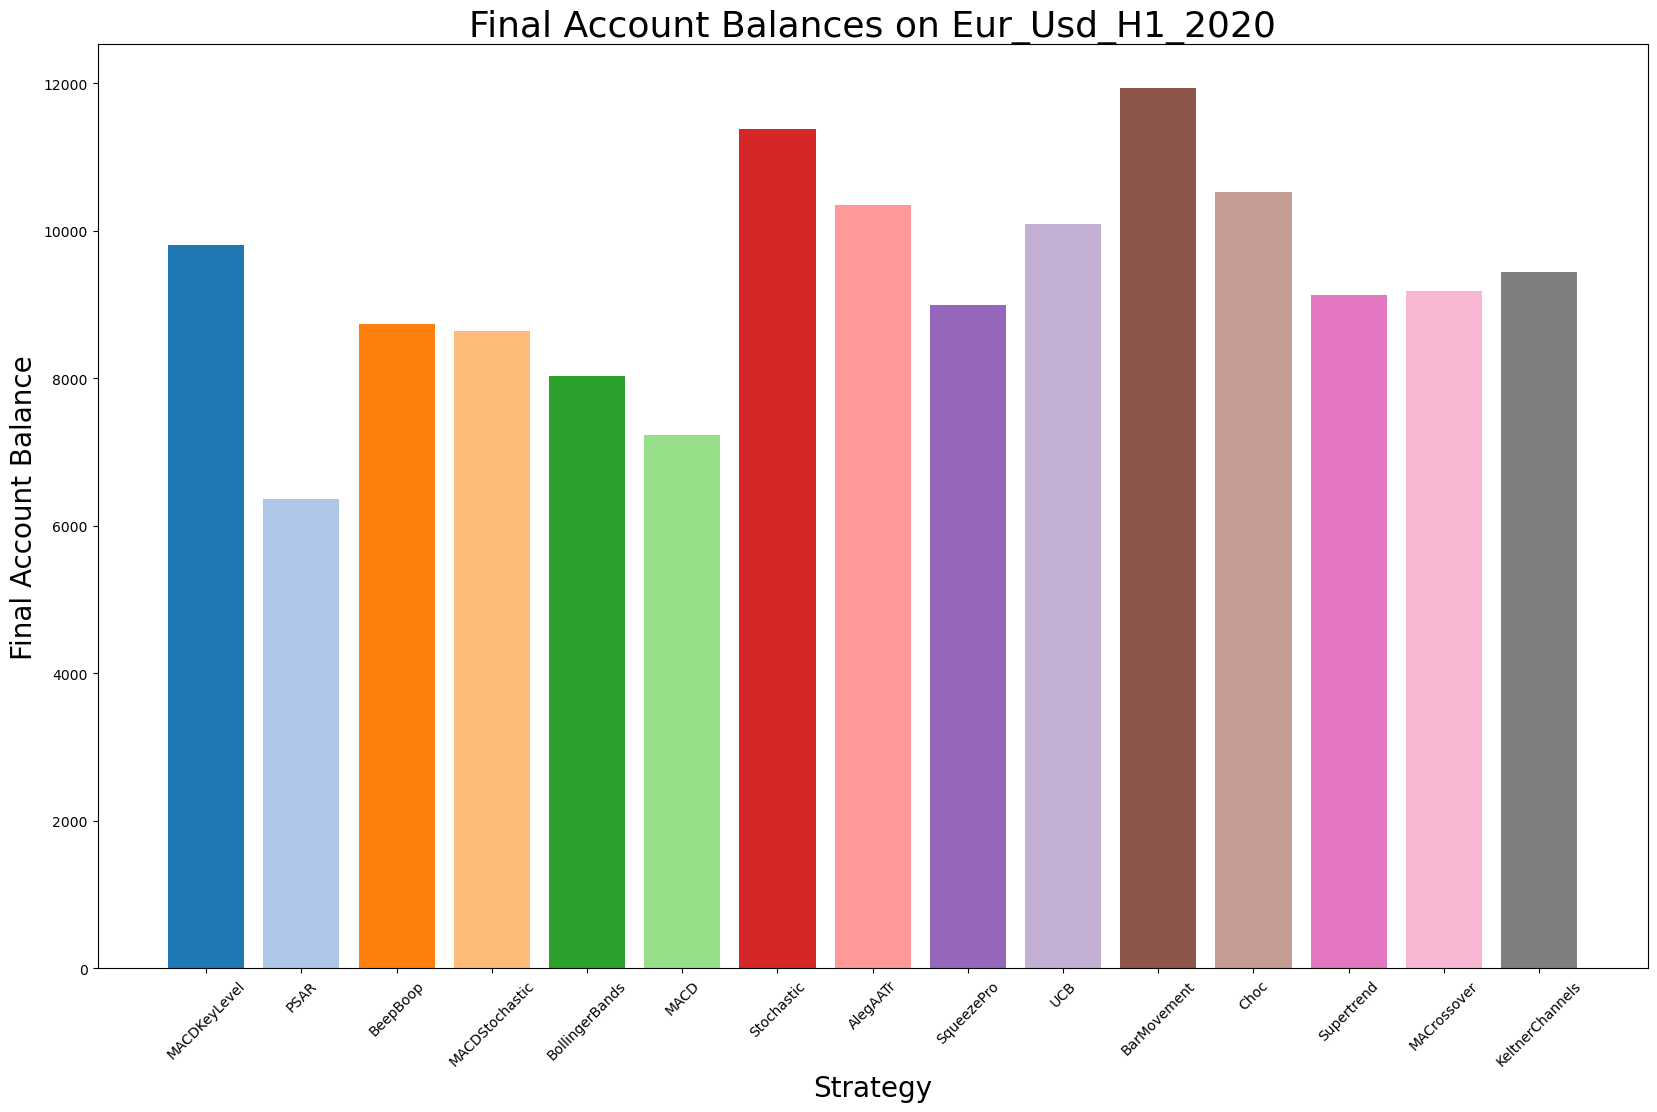 Final Account Balances on Eur_Usd_H1_2020
Final Account Balance
12000
10000
8000
6000
4000
2000
0
MACDKeyLevel
PSAR
BeepBoop
MACDStochastic
BollingerBands
MACD
Stochastic
AlegAATr
SqueezePro
UCB
BarMovement
Choc
Supertrend
MACrossover
KeltnerChannels
Strategy